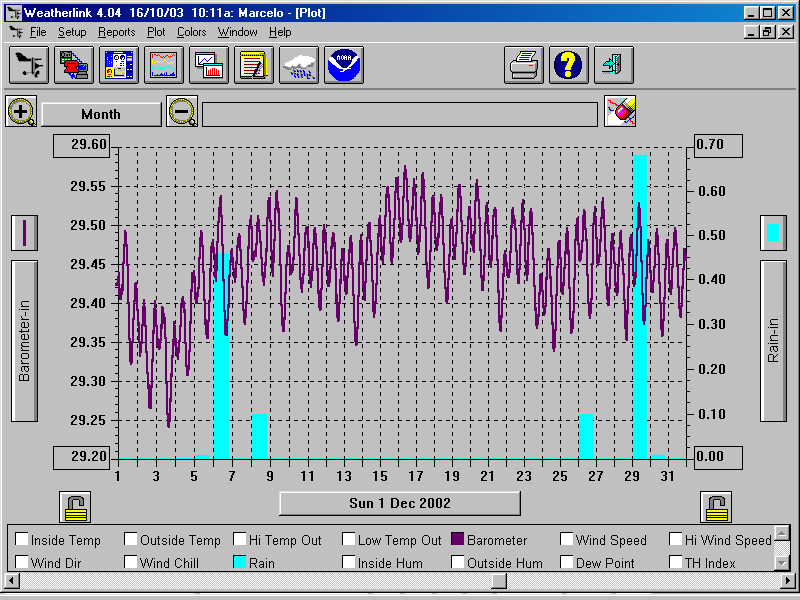 Weatherlink 4.04  16/10/03  10:11a: Marcelo - [Plot]
File Setup Reports Plot Colors Window Help
NOAA
Month
29.60 0.70
29.55 0.60
29.50 0.50
29.45 0.40
29.40 0.30
29.35 0.20
29.30 0.10
29.25
29.20 0.00
Barometer-in
Rain-in
1 3 5 7 9 11 13 15 17 19 21 23 25 27 29 31
Sun 1 Dec 2002
Inside Temp Outside Temp Hi Temp Out Low Temp Out Barometer Wind Speed Hi Wind Speed
Wind Dir Wind Chill Rain Inside Hum Outside Hum Dew Point TH Index